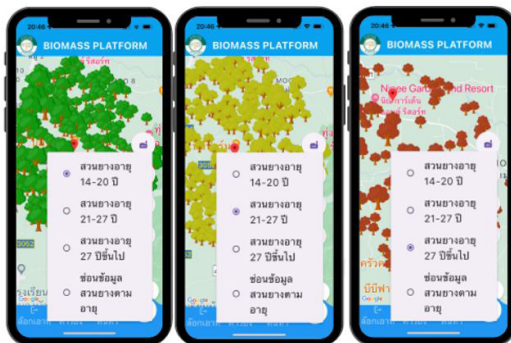 20:46
BIOMASS PLATFORM
รีสอร์ท
สวนยางอายุ
14-20 ปี
สวนยางอายุ
21-27 ปี
สวนยางอายุ
27 ปีขึ้นไป
ซ่อนข้อมูล
สวนยางตาม
อายุ
Google
20:46
BIOMASS PLATFORM
สวนยางอายุ
14-20 ปี
สวนยางอายุ
21-27 ปี
สวนยางอายุ
27 ปีขึ้นไป
ซ่อนข้อมูล
สวนยางตาม
อายุ
Google
20:46
BIOMASS PLATFORM
สวนยางอายุ
14-20 ปี
สวนยางอายุ
21-27 ปี
สวนยางอายุ
27 ปีขึ้นไป
ซ่อนข้อมูล
สวนยางตาม
อายุ
Google